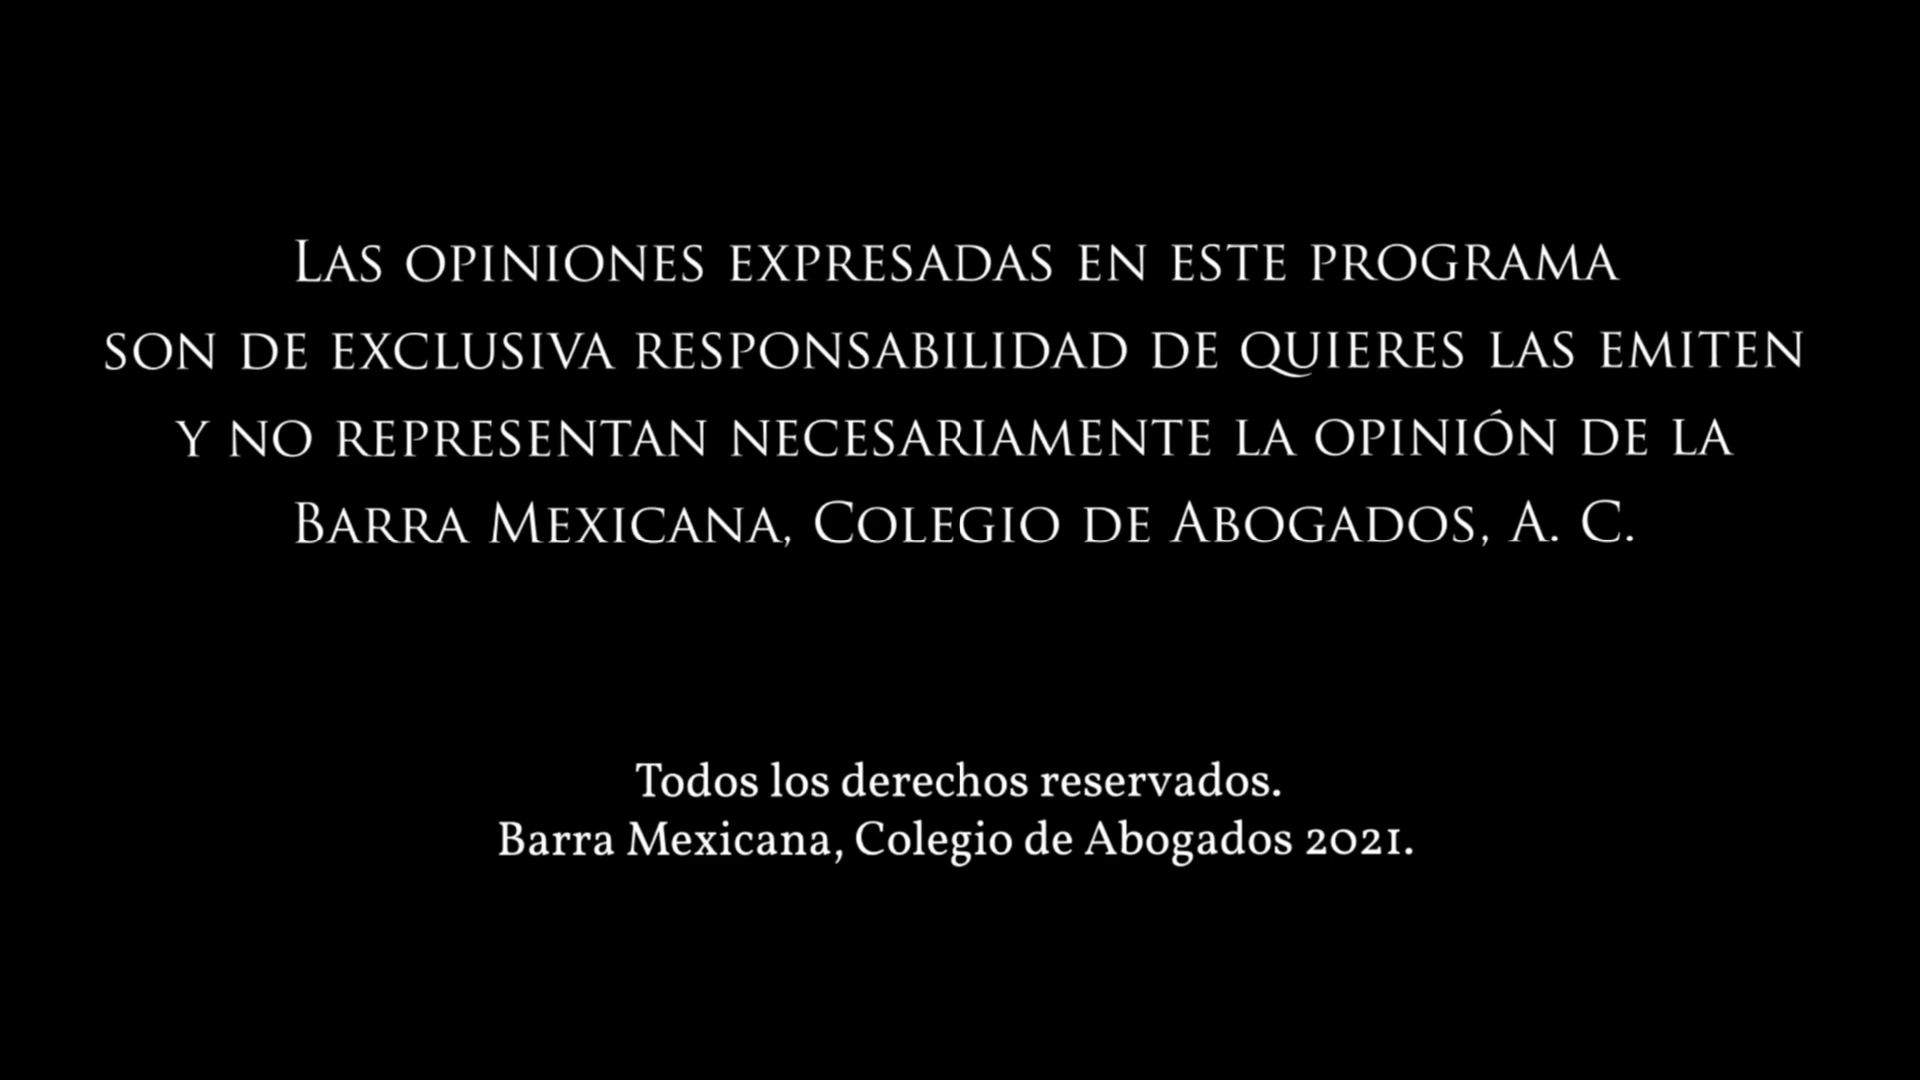 Las opiniones expresadas en este programa
son de exclusiva responsabilidad de quieres las emiten
y no representan necesariamente la opinión de la
Barra Mexicana, Colegio de Abogados, A. C.
Todos los derechos reservados.
Barra Mexicana, Colegio de Abogados 2021.